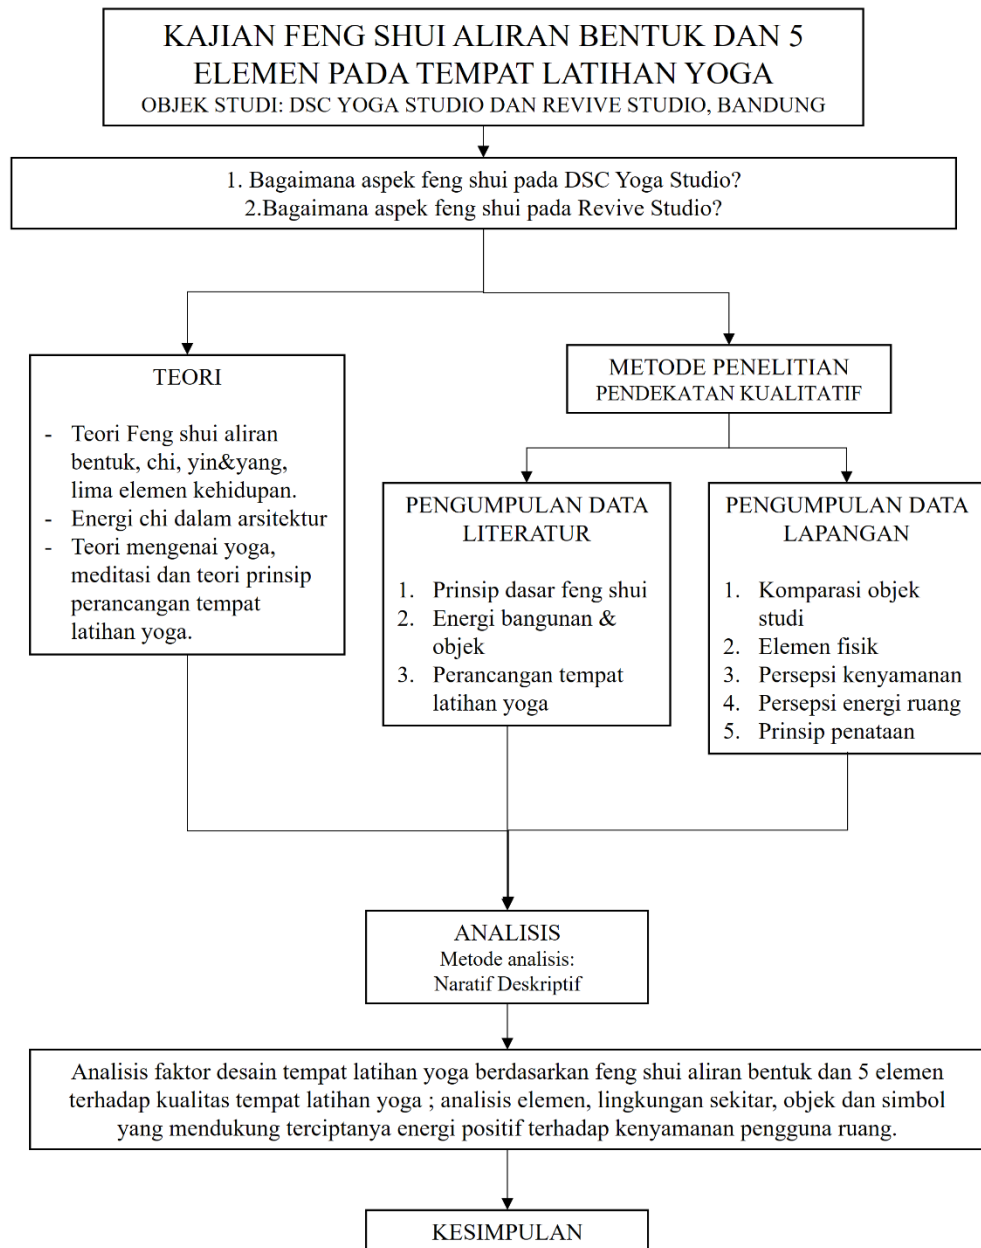 KAJIAN FENG SHUI ALIRAN BENTUK DAN 5
ELEMEN PADA TEMPAT LATIHAN YOGA
OBJEK STUDI: DSC YOGA STUDIO DAN REVIVE STUDIO, BANDUNG
1. Bagaimana aspek feng shui pada DSC Yoga Studio?
2.Bagaimana aspek feng shui pada Revive Studio?
TEORI
- Teori Feng shui aliran
bentuk, chi, yin&yang,
lima elemen kehidupan.
- Energi chi dalam arsitektur
- Teori mengenai yoga,
meditasi dan teori prinsip
perancangan tempat
latihan yoga.
METODE PENELITIAN
PENDEKATAN KUALITATIF
PENGUMPULAN DATA
LITERATUR
1. Prinsip dasar feng shui
2. Energi bangunan &
objek
3. Perancangan tempat
latihan yoga
PENGUMPULAN DATA
LAPANGAN
1. Komparasi objek
studi
2. Elemen fisik
3. Persepsi kenyamanan
4. Persepsi energi ruang
5. Prinsip penataan
ANALISIS
Metode analisis:
Naratif Deskriptif
Analisis faktor desain tempat latihan yoga berdasarkan feng shui aliran bentuk dan 5 elemen
terhadap kualitas tempat latihan yoga ; analisis elemen, lingkungan sekitar, objek dan simbol
yang mendukung terciptanya energi positif terhadap kenyamanan pengguna ruang.
KESIMPULAN